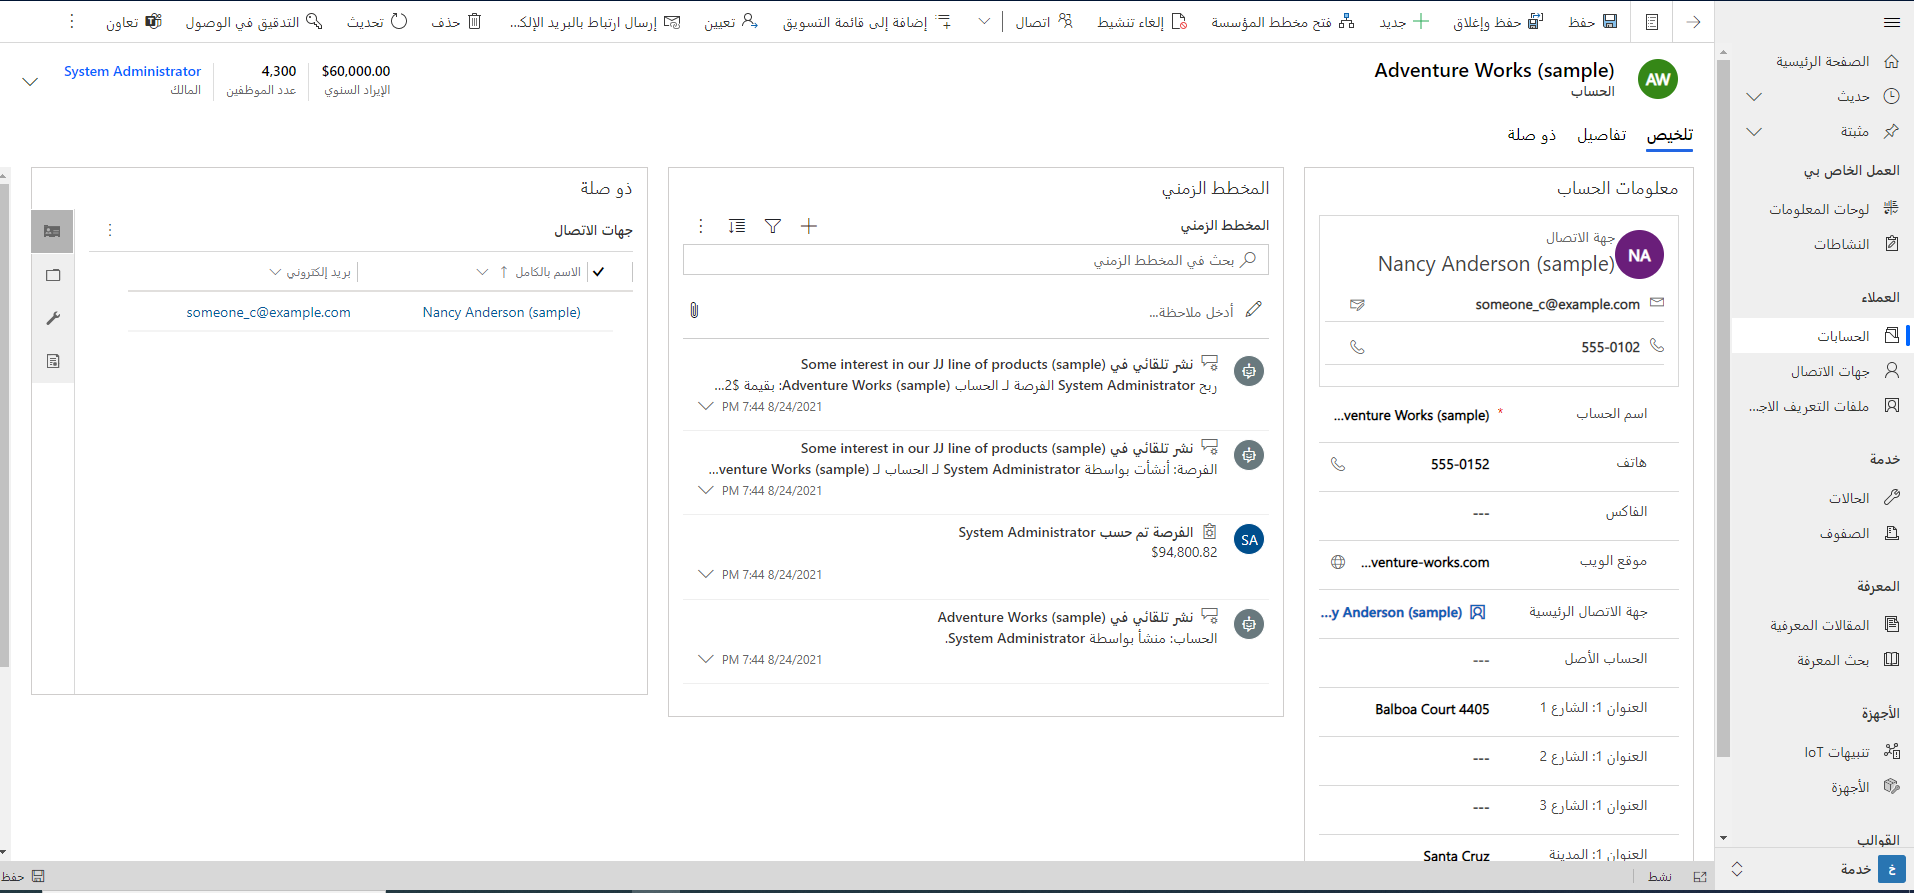 حفظ
حفظ وإغلاق
جديد
فتح مخطط المؤسسة
إلغاء تنشيط
اتصال
إضافة إلى قائمة التسويق
تعيين
إرسال ارتباط بالبريد الإلك...
حذف
تحديث
التدقيق في الوصول
تعاون
الصفحة الرئيسية
حديث
مثبتة
العمل الخاص بي
لوحات المعلومات
النشاطات
العملاء
الحسابات
جهات الاتصال
ملفات التعريف الاجـ...
خدمة
الحالات
الصفوف
المعرفة
المقالات المعرفية
بحث المعرفة
الأجهزة
تنبيهات IoT
الأجهزة
القوالب
خ
خدمة
AW
Adventure Works (sample)
الحساب
$60,000.00
الإيراد السنوي
4,300
عدد الموظفين
System Administrator
المالك
تلخيص
تفاصيل
ذو صلة
معلومات الحساب
جهة الاتصال
NA
Nancy Anderson (sample)
someone_c@example.com
555-0102
اسم الحساب
* ...venture Works (sample)
هاتف
555-0152
الفاكس
---
موقع الويب
...venture-works.com
جهة الاتصال الرئيسية
...y Anderson (sample)
الحساب الأصل
---
العنوان 1: الشارع 1
Balboa Court 4405
العنوان 1: الشارع 2
---
العنوان 1: الشارع 3
---
العنوان 1: المدينة
Santa Cruz
المخطط الزمني
المخطط الزمني
بحث في المخطط الزمني
أدخل ملاحظة...
نشر تلقائي في Some interest in our JJ line of products (sample)
ربح System Administrator الفرصة لـ الحساب Adventure Works (sample): بقيمة $2...
PM 7:44 8/24/2021
نشر تلقائي في Some interest in our JJ line of products (sample)
الفرصة: أنشأت بواسطة System Administrator لـ الحساب لـ venture Works (sample)...
PM 7:44 8/24/2021
SA
الفرصة تم حسب System Administrator
$94,800.82
PM 7:44 8/24/2021
نشر تلقائي في Adventure Works (sample)
الحساب: منشأ بواسطة System Administrator.
PM 7:44 8/24/2021
ذو صلة
جهات الاتصال
الاسم بالكامل
بريد إلكتروني
Nancy Anderson (sample)
someone_c@example.com
نشط
حفظ